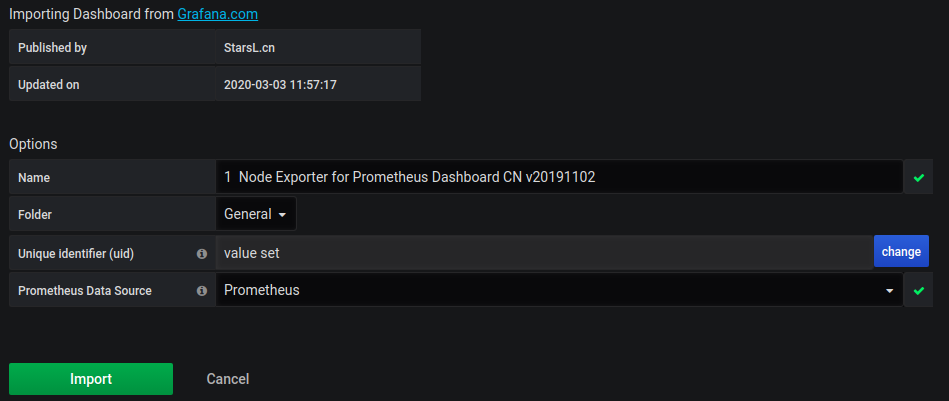 Importing Dashboard from Grafana.com
Published by StarsL.cn
Updated on 2020-03-03 11:57:17
Options
Name 1 Node Exporter for Prometheus Dashboard CN v20191102
Folder General
Unique identifier (uid) value set change
Prometheus Data Source Prometheus
Import Cancel